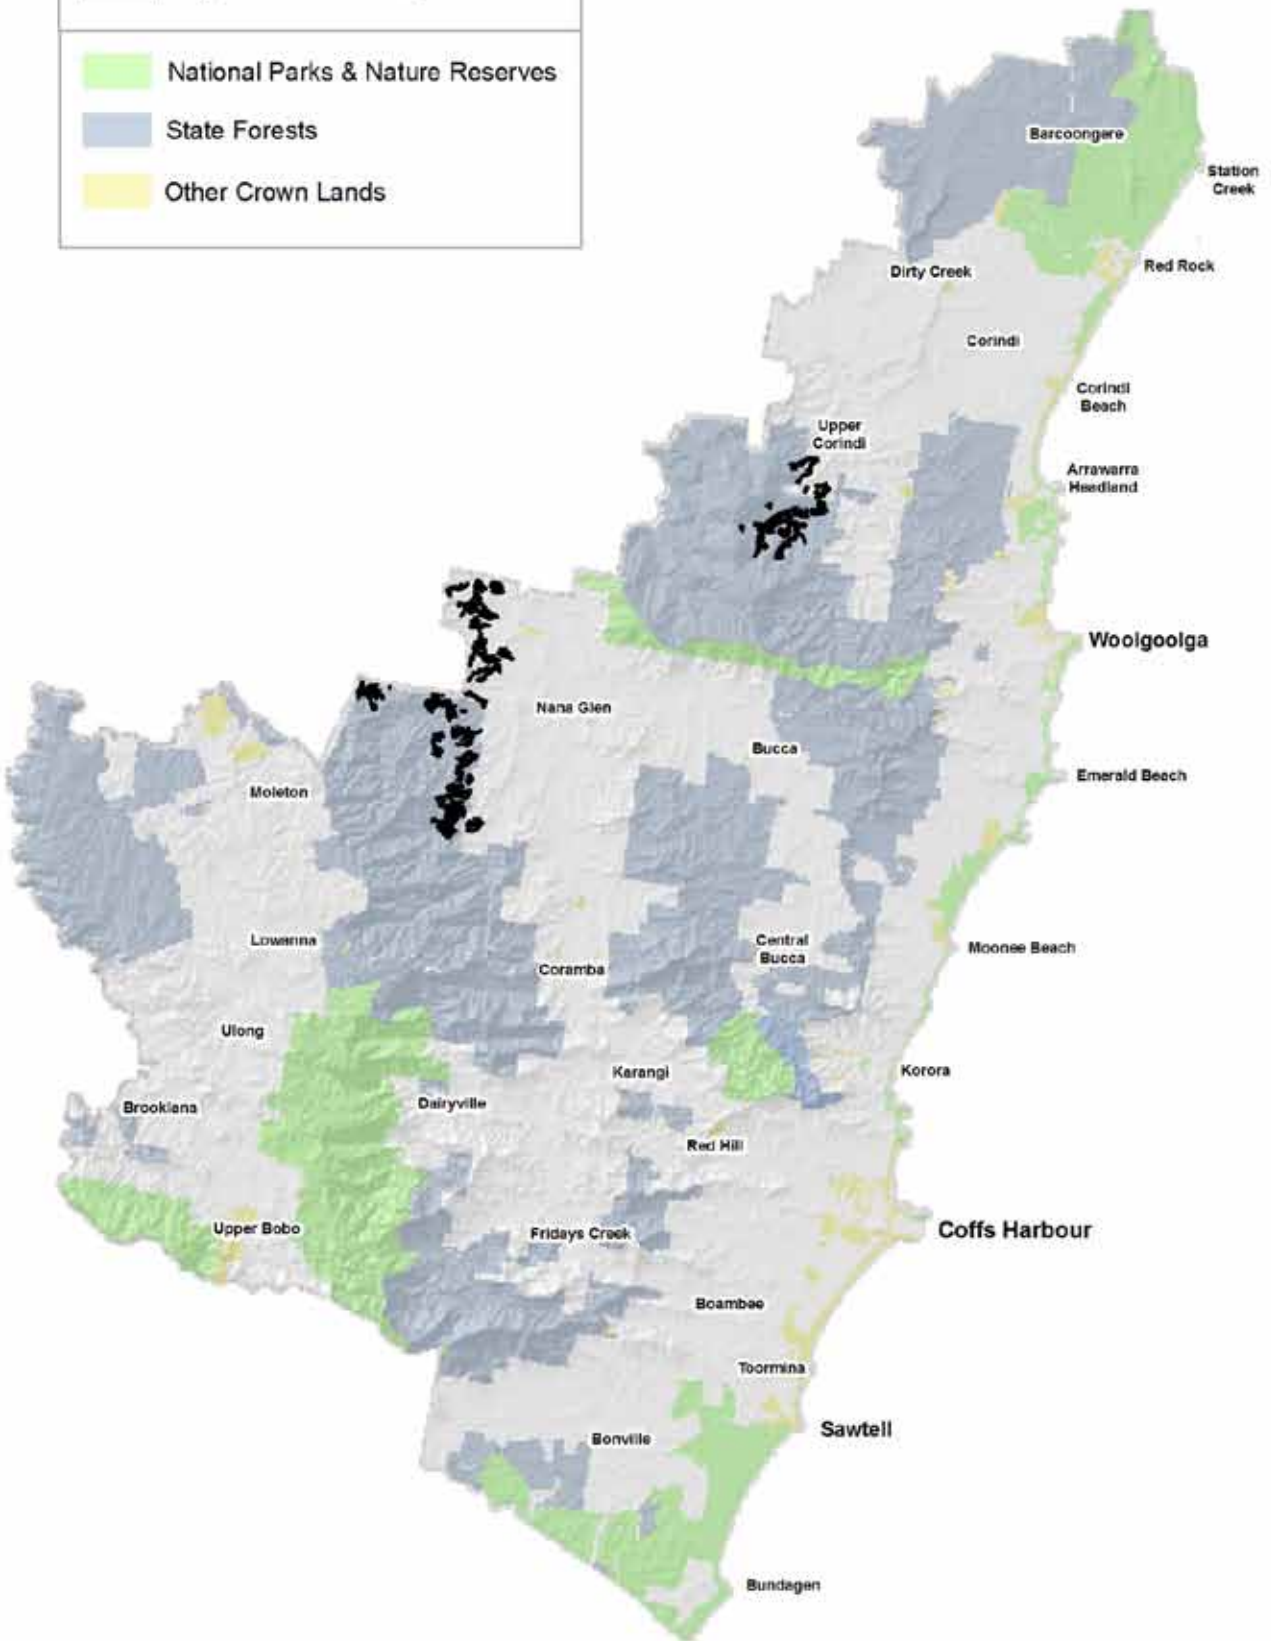 National Parks & Nature Reserves
State Forests
Other Crown Lands
Barcoongere
Station
Creek
Red Rock
Dirty Creek
Corindi
Corindi
Beach
Upper
Corindi
Arrawarra
Headland
Woolgoolga
Nana Glen
Bucca
Emerald Beach
Moleton
Lowanna
Central
Bucca
Moonee Beach
Coramba
Ulong
Karangi
Korora
Brooklana
Dairyville
Red Hill
Upper Bobo
Fridays Creek
Coffs Harbour
Boambee
Toormina
Sawtell
Bonville
Bundagen